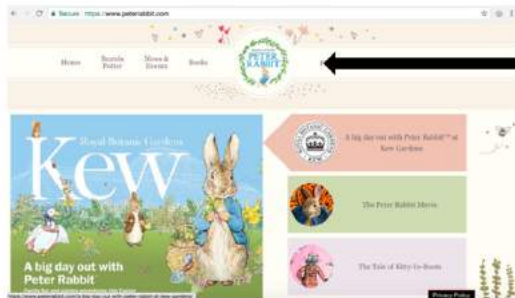 Secure https://www.peterrabbit.com
Home
Beatrix
Potter
News &
Events
Books
PETER
RABBIT
Royal Botanic Gardens
Kew
A big day out with
Peter Rabbit
A big day out with Peter Rabbit™ at
Kew Gardens
KEW
The Peter Rabbit Movie
The Tale of Kitty-In-Boots
Privacy Policy